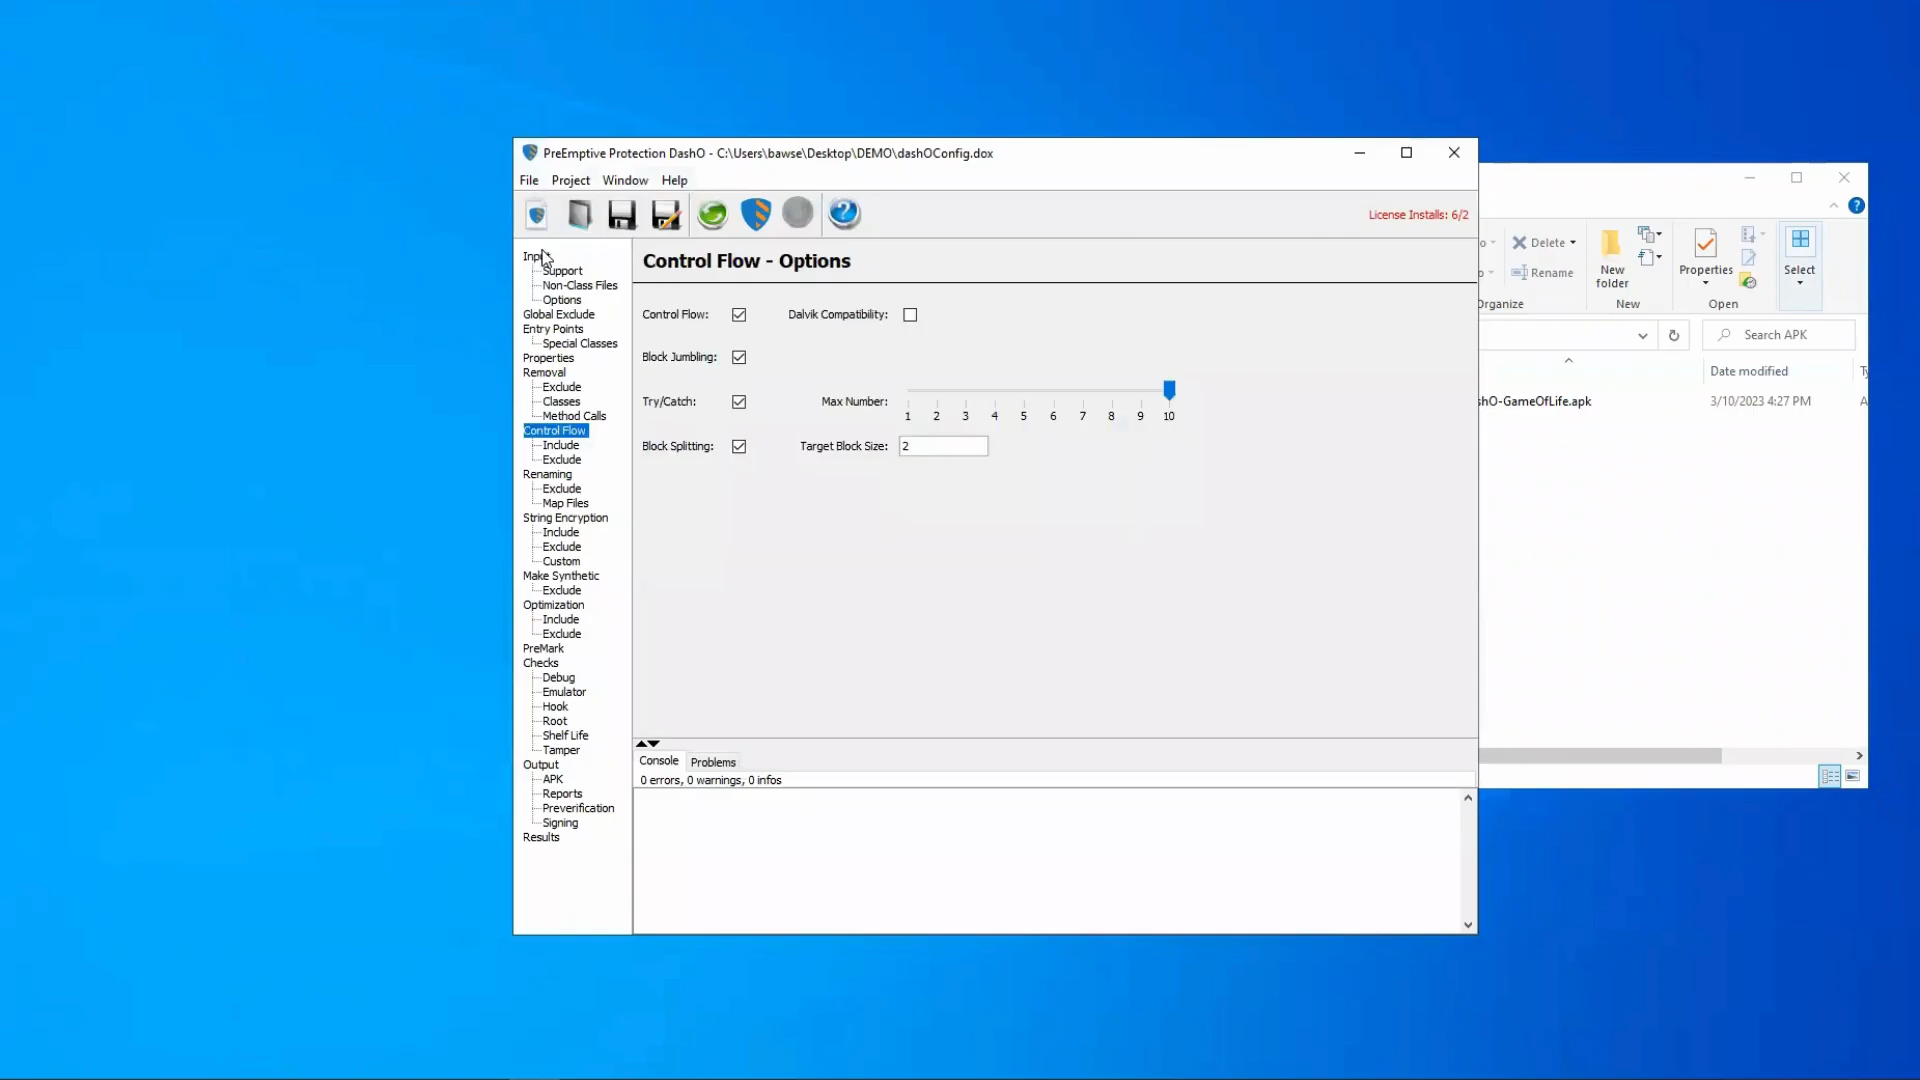 PreEmptive Protection DashO - C:\Users\bawse\Desktop\DEMO\dashOConfig.dox
File Project Window Help
License Installs: 6/2
Support
Non-Class Files
Options
Global Exclude
Entry Points
Special Classes
Properties
Removal
Exclude
Classes
Method Calls
Control Flow
Include
Exclude
Renaming
Exclude
Map Files
String Encryption
Include
Exclude
Custom
Make Synthetic
Exclude
Optimization
Include
Exclude
PreMark
Checks
Debug
Emulator
Hook
Root
Shelf Life
Tamper
Output
APK
Reports
Preverification
Signing
Results
Control Flow - Options
Control Flow: Dalvik Compatibility:
Block Jumbling:
Try/Catch: Max Number:
1 2 3 4 5 6 7 8 9 10
Block Splitting: Target Block Size: 2
Console Problems
0 errors, 0 warnings, 0 infos
Delete
Rename
New folder
Properties
Select
Organize New Open
Search APK
Date modified
shO-GameOfLife.apk 3/10/2023 4:27 PM